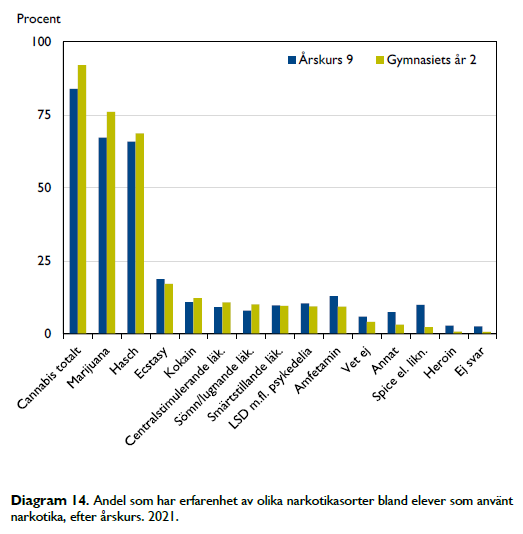 Procent
100
Årskurs 9
Gymnasiets år 2
75
50
25
0
Cannabis totalt
Marijuana
Hasch
Ecstasy
Kokain
Centralstimulerande läk.
Sömn/lugnande läk.
Smärtstillande läk.
LSD m.fl. psykedelia
Amfetamin
Vet ej
Annat
Spice el. likn.
Heroin
Ej svar
Diagram 14. Andel som har erfarenhet av olika narkotikasorter bland elever som använt
narkotika, efter årskurs. 2021.